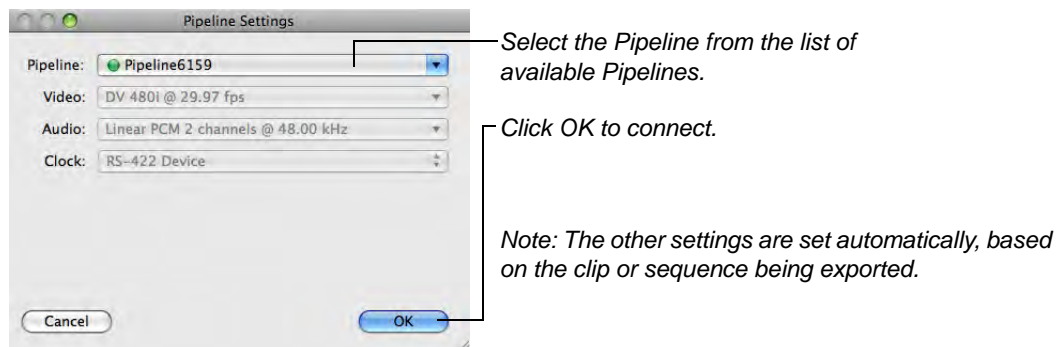 Pipeline Settings
Pipeline: Pipeline6159
Video: DV 480i @ 29.97 fps
Audio: Linear PCM 2 channels @ 48.00 kHz
Clock: RS-422 Device
Cancel
OK
Select the Pipeline from the list of
available Pipelines.
Click OK to connect.
Note: The other settings are set automatically, based
on the clip or sequence being exported.